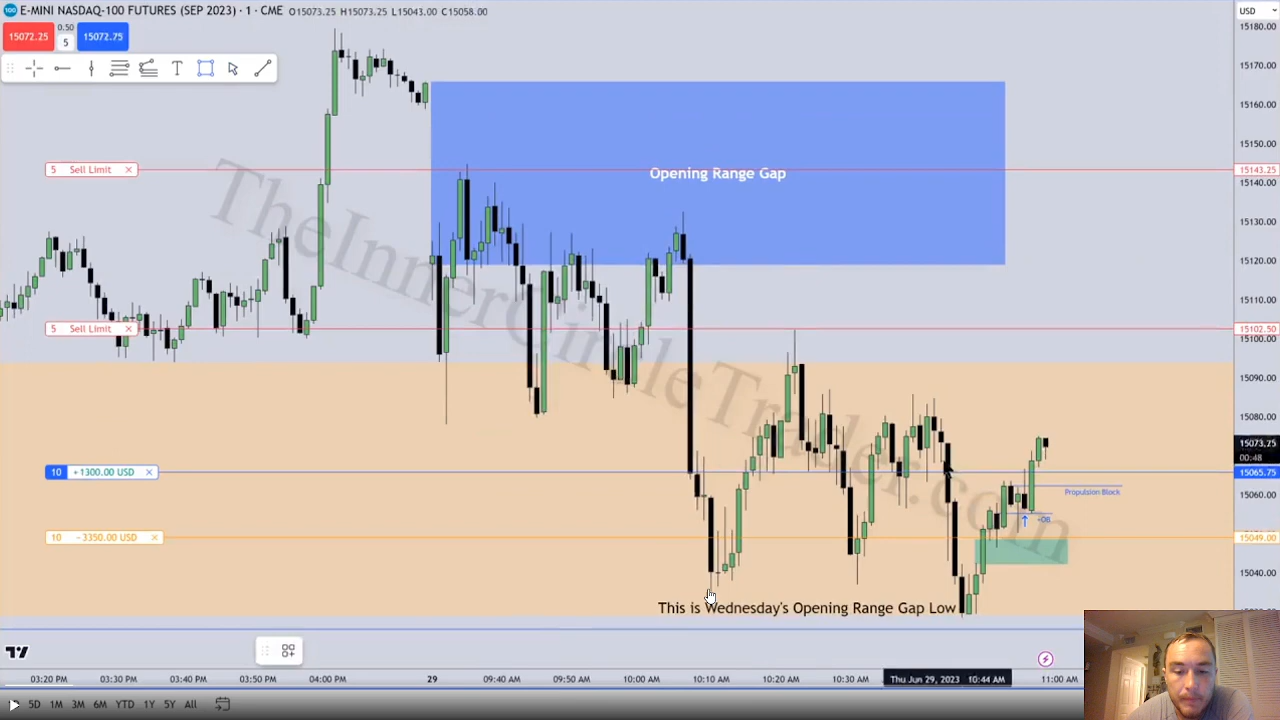 E-MINI NASDAQ-100 FUTURES (SEP 2023) · 1 · CME O15073.25 H15073.25 L15043.00 C15058.00
USD
15072.25 0.50 5 15072.75
15180.00
15170.00
15160.00
15150.00
Opening Range Gap
5 Sell Limit × 15143.25
15140.00
15130.00
15120.00
15110.00
5 Sell Limit × 15102.50
TheInnerCircleTrader.com
15090.00
15080.00
15073.25
00:48
10 +1300.00 USD × 15065.75
Propulsion Block
15060.00
+OB
10 −3350.00 USD × 15049.00
15040.00
This is Wednesday's Opening Range Gap Low
03:20 PM 03:30 PM 03:40 PM 03:50 PM 04:00 PM 29 09:40 AM 09:50 AM 10:00 AM 10:10 AM 10:20 AM 10:30 AM Thu Jun 29, 2023 10:44 AM 11:00 AM
5D 1M 3M 6M YTD 1Y 5Y All